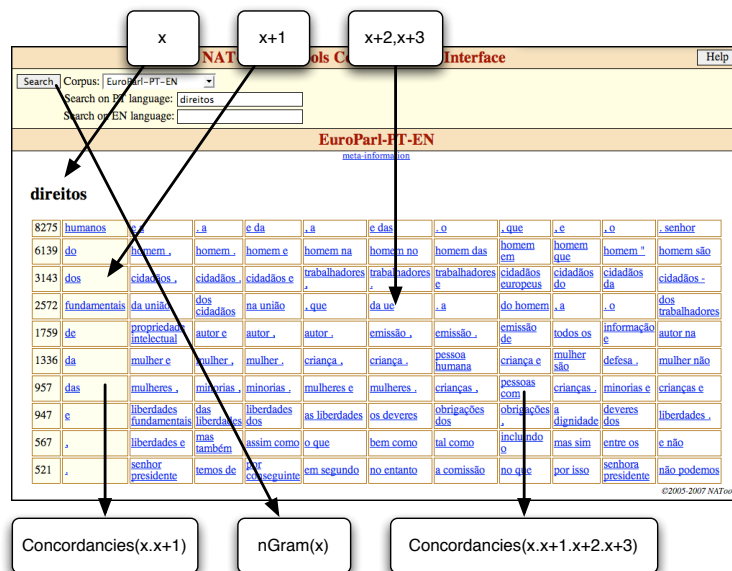 x x+1 x+2,x+3
NAT ols C Interface Help
Search Corpus: EuroParl-PT-EN
Search on PT language: direitos
Search on EN language:
EuroParl-PT-EN
meta-information
direitos
8275 humanos e a . a e da , a e das . o , que , e , o . senhor
6139 do homem , homem . homem e homem na homem no homem das homem em homem que homem " homem são
3143 dos cidadãos , cidadãos . cidadãos e trabalhadores , trabalhadores . trabalhadores e cidadãos europeus cidadãos do cidadãos da cidadãos -
2572 fundamentais da união dos cidadãos na união , que da ue . a do homem , a . o dos trabalhadores
1759 de propriedade intelectual autor e autor , autor . emissão , emissão . emissão de todos os informação e autor na
1336 da mulher e mulher , mulher . criança , criança . pessoa humana criança e mulher são defesa . mulher não
957 das mulheres , minorias , minorias . mulheres e mulheres . crianças , pessoas com crianças . minorias e crianças e
947 e liberdades fundamentais das liberdades liberdades dos as liberdades os deveres obrigações dos obrigações , a dignidade deveres dos liberdades .
567 , liberdades e mas também assim como o que bem como tal como incluindo o mas sim entre os e não
521 . senhor presidente temos de por conseguinte em segundo no entanto a comissão no que por isso senhora presidente não podemos
©2005-2007 NAToo
Concordancies(x.x+1) nGram(x) Concordancies(x.x+1.x+2.x+3)